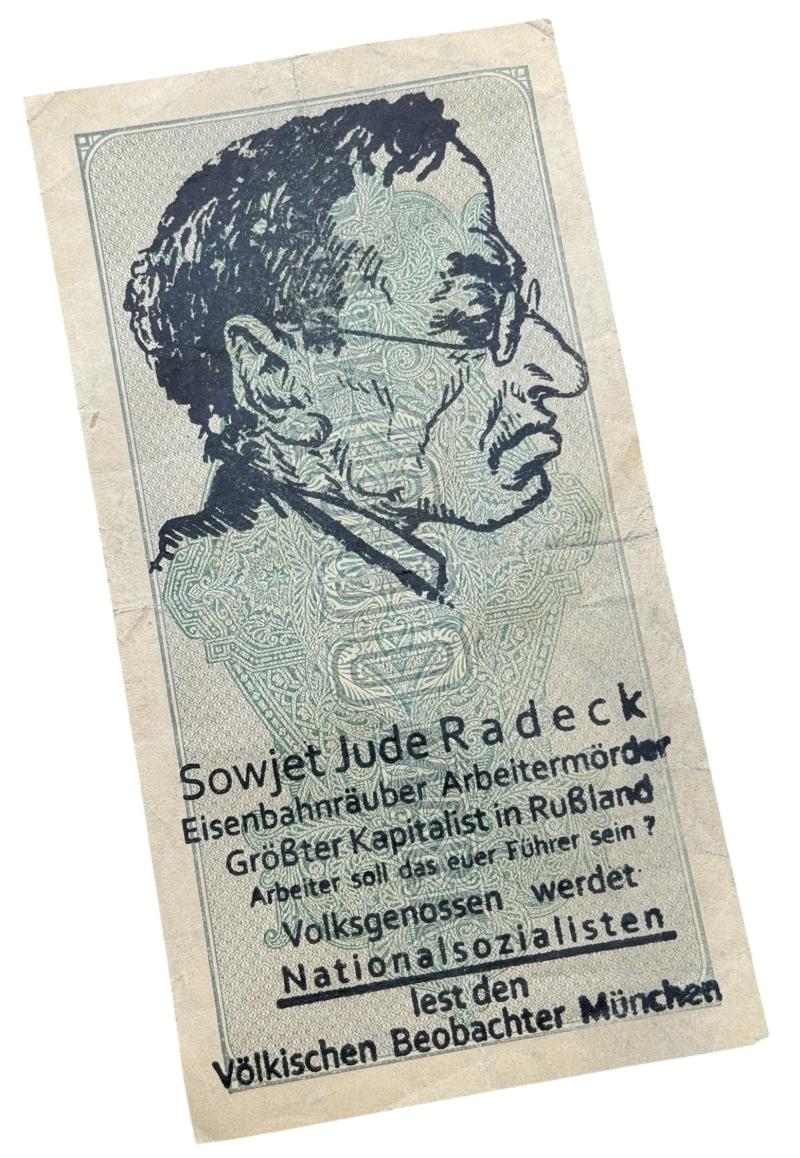 Sowjet Jude Radeck
Eisenbahnräuber Arbeitermörder
Größter Kapitalist in Rußland
Arbeiter soll das euer Führer sein ?
Volksgenossen werdet
Nationalsozialisten
lest den
Völkischen Beobachter München